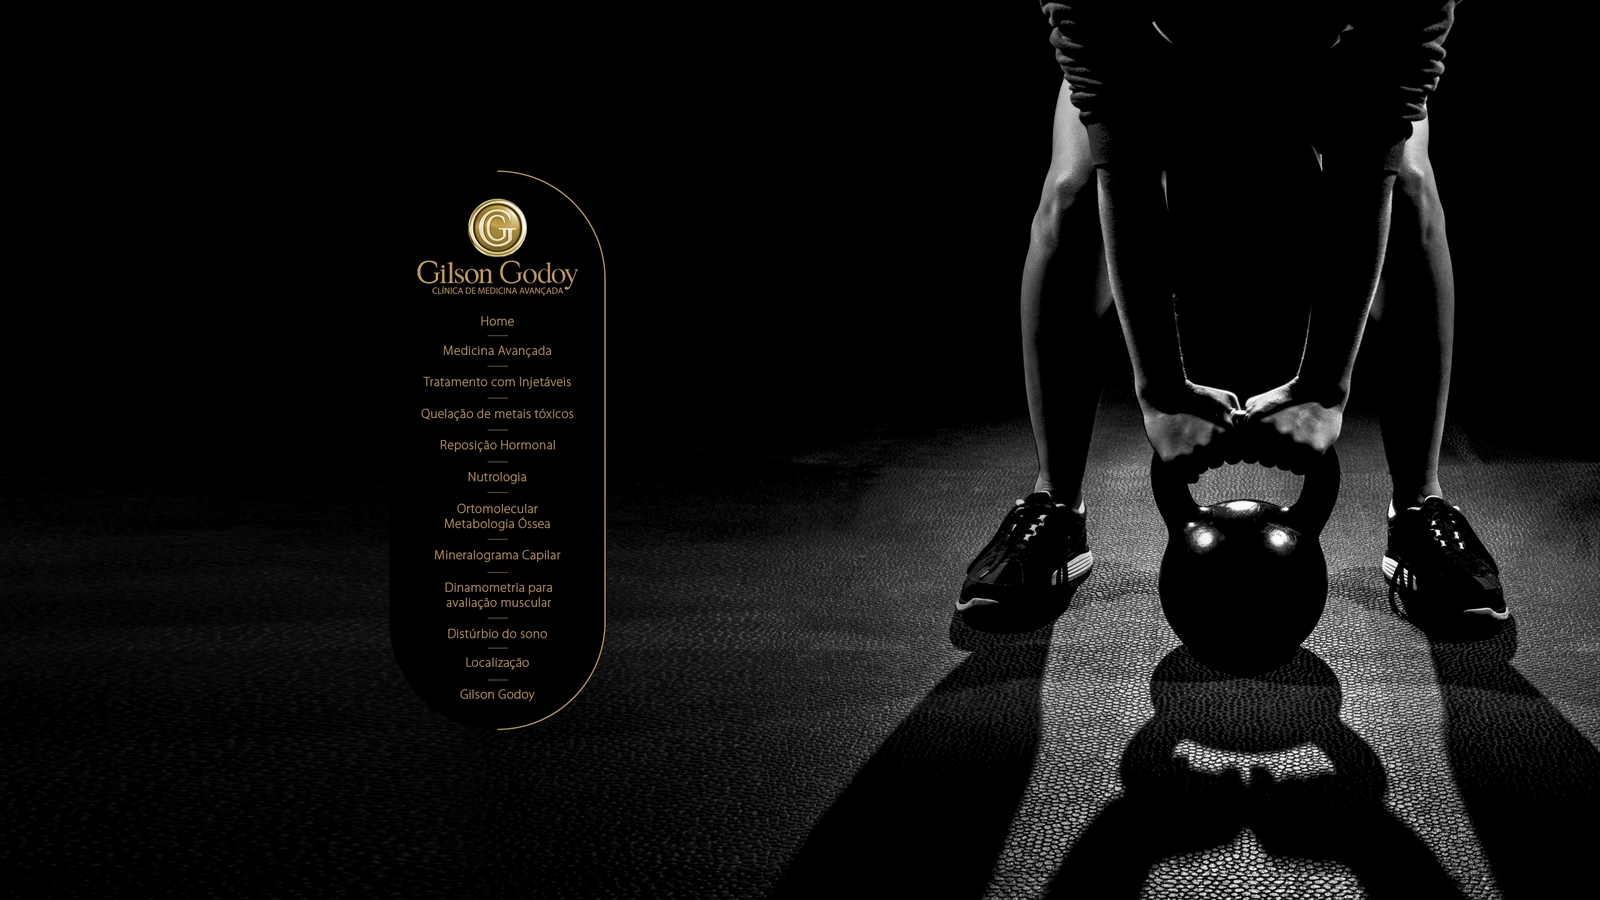 G
Gilson Godoy
CLÍNICA DE MEDICINA AVANÇADA
Home
Medicina Avançada
Tratamento com Injetáveis
Quelação de metais tóxicos
Reposição Hormonal
Nutrologia
Ortomolecular
Metabologia Óssea
Mineralograma Capilar
Dinamometria para
avaliação muscular
Distúrbio do sono
Localização
Gilson Godoy